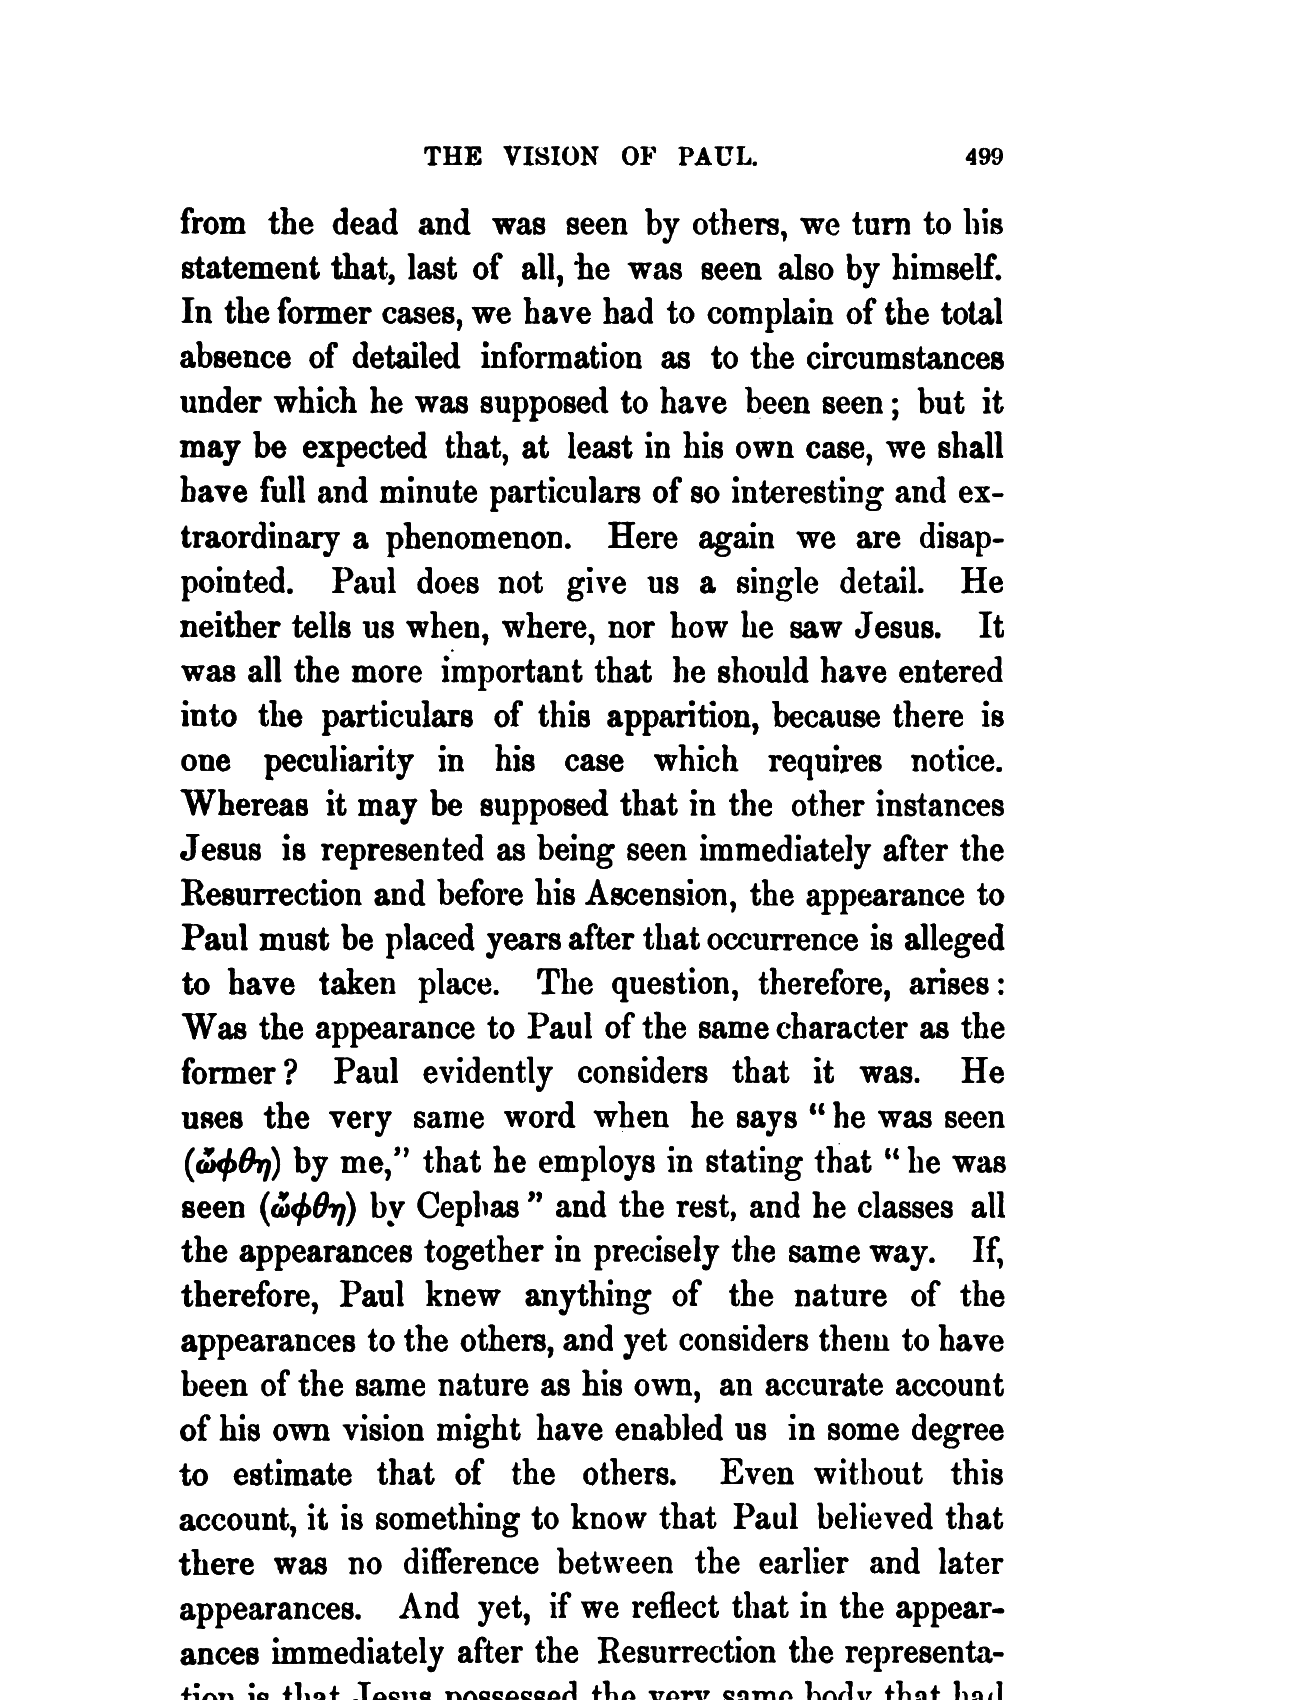 THE VISION OF PAUL. 499
from the dead and was seen by others, we turn to his
statement that, last of all, he was seen also by himself.
In the former cases, we have had to complain of the total
absence of detailed information as to the circumstances
under which he was supposed to have been seen; but it
may be expected that, at least in his own case, we shall
have full and minute particulars of so interesting and ex-
traordinary a phenomenon. Here again we are disap-
pointed. Paul does not give us a single detail. He
neither tells us when, where, nor how he saw Jesus. It
was all the more important that he should have entered
into the particulars of this apparition, because there is
one peculiarity in his case which requires notice.
Whereas it may be supposed that in the other instances
Jesus is represented as being seen immediately after the
Resurrection and before his Ascension, the appearance to
Paul must be placed years after that occurrence is alleged
to have taken place. The question, therefore, arises:
Was the appearance to Paul of the same character as the
former? Paul evidently considers that it was. He
uses the very same word when he says “he was seen
(ὤφθη) by me,” that he employs in stating that “he was
seen (ὤφθη) by Cephas” and the rest, and he classes all
the appearances together in precisely the same way. If,
therefore, Paul knew anything of the nature of the
appearances to the others, and yet considers them to have
been of the same nature as his own, an accurate account
of his own vision might have enabled us in some degree
to estimate that of the others. Even without this
account, it is something to know that Paul believed that
there was no difference between the earlier and later
appearances. And yet, if we reflect that in the appear-
ances immediately after the Resurrection the representa-
tion is that Jesus possessed the very same body that had